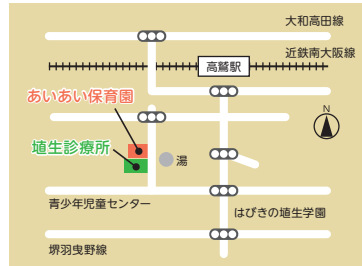 大和高田線
近鉄南大阪線
高鷲駅
あいあい保育園
N
埴生診療所
湯
青少年児童センター
はびきの埴生学園
堺羽曳野線